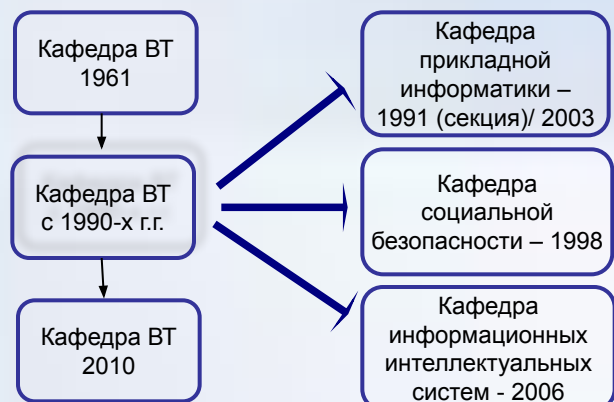 Кафедра ВТ
1961
Кафедра ВТ
с 1990-х г.г.
Кафедра ВТ
2010
Кафедра
прикладной
информатики –
1991 (секция)/ 2003
Кафедра
социальной
безопасности – 1998
Кафедра
информационных
интеллектуальных
систем - 2006